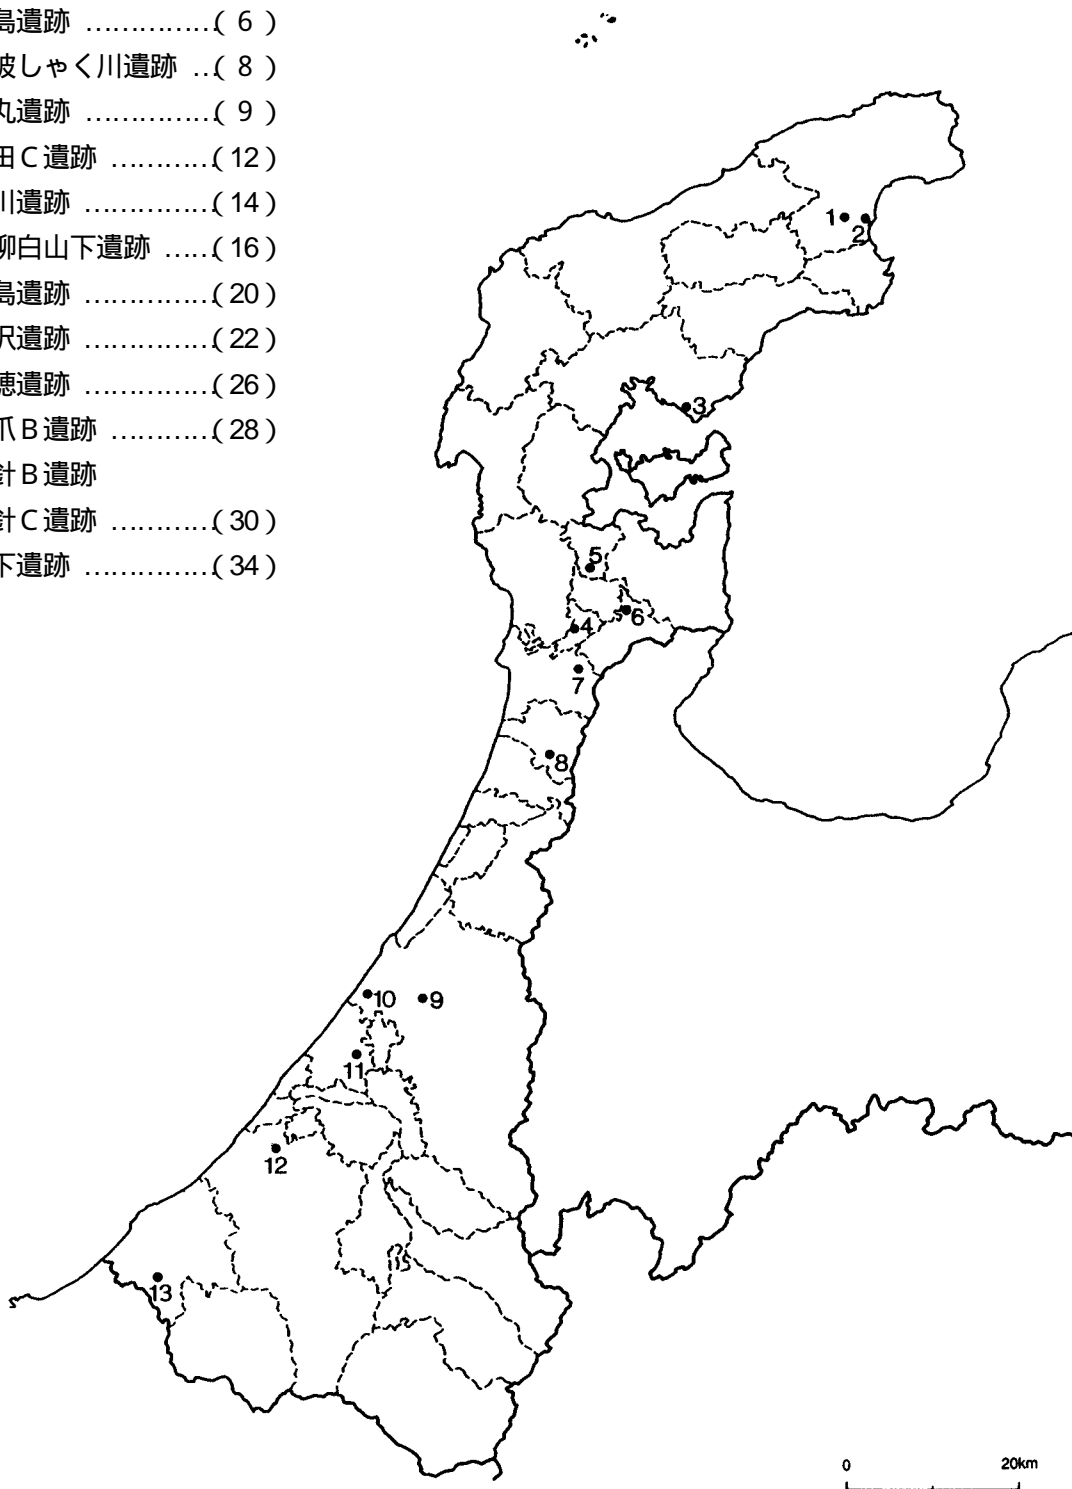 島遺跡 ……………( 6 )
波しゃく川遺跡 …( 8 )
丸遺跡 ……………( 9 )
田C遺跡 …………( 12 )
川遺跡 ……………( 14 )
柳白山下遺跡 ……( 16 )
島遺跡 ……………( 20 )
沢遺跡 ……………( 22 )
穂遺跡 ……………( 26 )
爪B遺跡 …………( 28 )
針B遺跡
針C遺跡 …………( 30 )
下遺跡 ……………( 34 )
1
2
3
5
6
4
7
8
10
9
11
12
13
0 20km